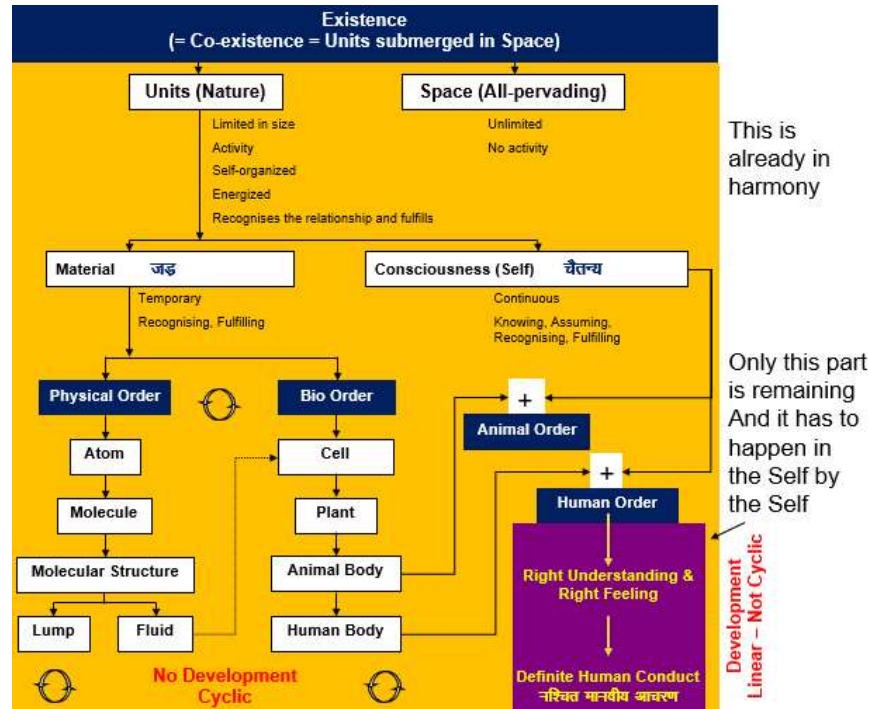 Existence
(= Co-existence = Units submerged in Space)
Units (Nature)
Space (All-pervading)
Limited in size
Activity
Self-organized
Energized
Recognises the relationship and fulfills
Unlimited
No activity
This is
already in
harmony
Material जड़
Consciousness (Self) चैतन्य
Temporary
Recognising, Fulfilling
Continuous
Knowing, Assuming,
Recognising, Fulfilling
Only this part
is remaining
And it has to
happen in
the Self by
the Self
Physical Order
Bio Order
+
Animal Order
Atom
Cell
+
Human Order
Molecule
Plant
Molecular Structure
Animal Body
Right Understanding &
Right Feeling
Lump
Fluid
Human Body
No Development
Cyclic
Definite Human Conduct
निश्चित मानवीय आचरण
Development
Linear – Not Cyclic